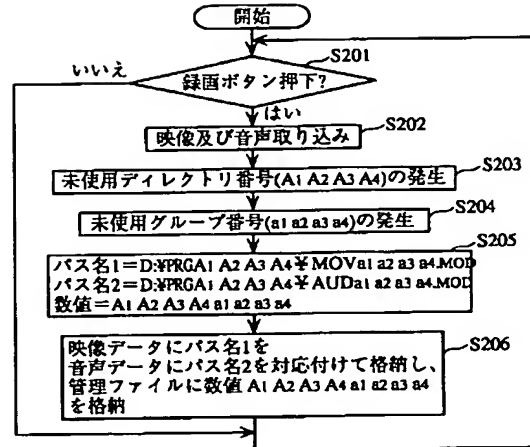 開始
S201
いいえ
録画ボタン押下?
はい
S202
映像及び音声取り込み
S203
未使用ディレクトリ番号(A1 A2 A3 A4)の発生
S204
未使用グループ番号(a1 a2 a3 a4)の発生
S205
パス名1=D:¥PRGA1 A2 A3 A4¥MOVa1 a2 a3 a4.MOD
パス名2=D:¥PRGA1 A2 A3 A4¥AUDa1 a2 a3 a4.MOD
数値=A1 A2 A3 A4 a1 a2 a3 a4
S206
映像データにパス名1を
音声データにパス名2を対応付けて格納し、
管理ファイルに数値 A1 A2 A3 A4 a1 a2 a3 a4
を格納